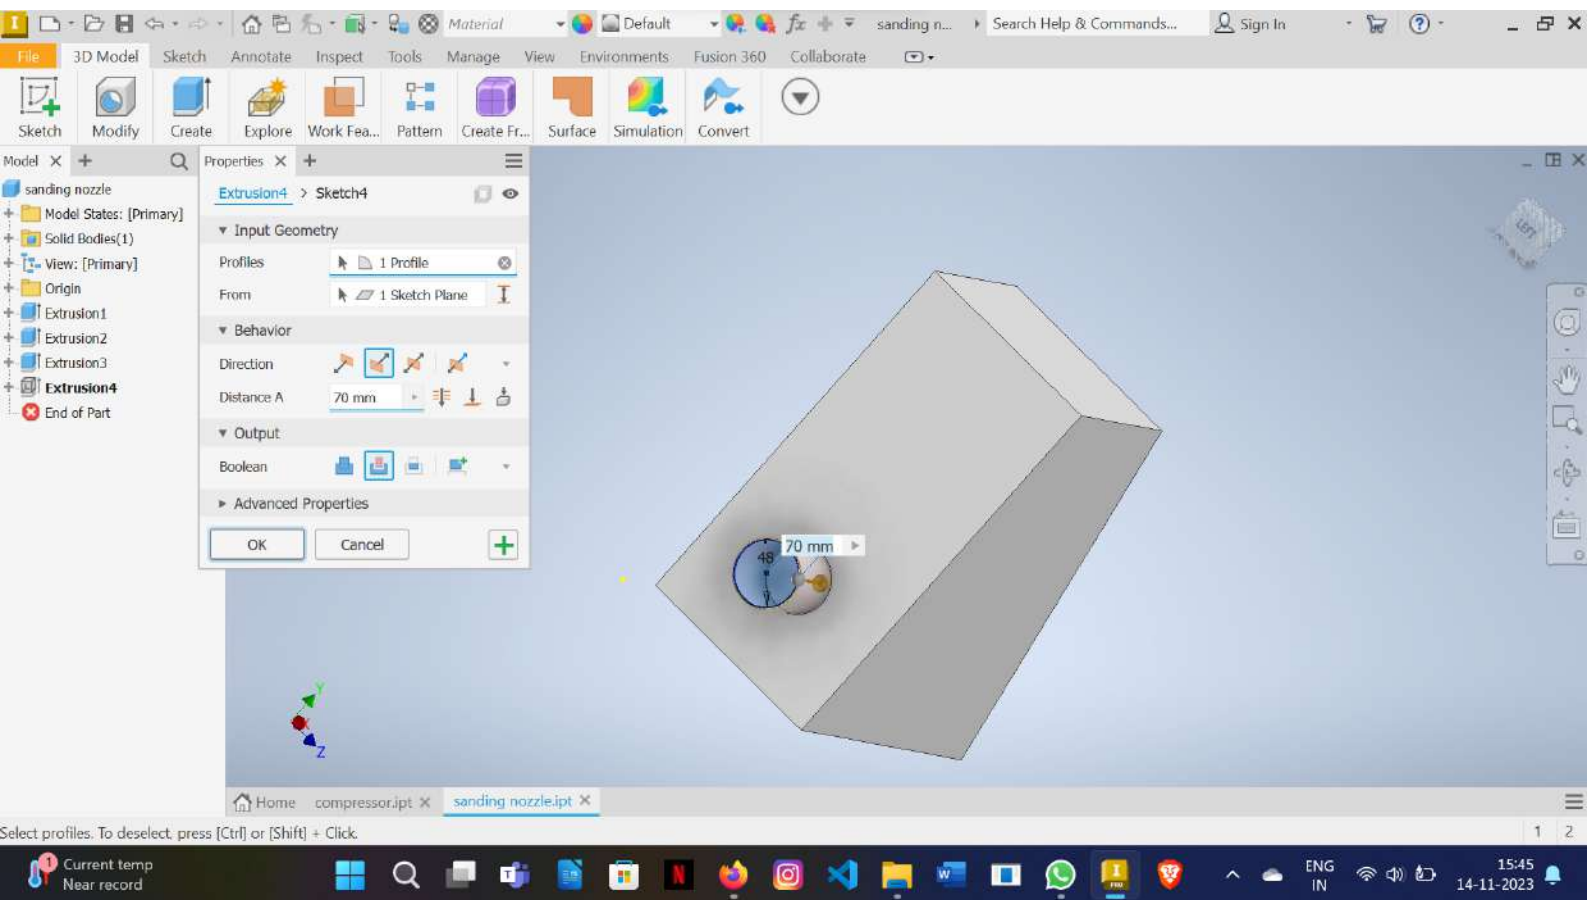 I Material Default fx sanding n... Search Help & Commands... Sign In
File 3D Model Sketch Annotate Inspect Tools Manage View Environments Fusion 360 Collaborate
Sketch Modify Create Explore Work Fea... Pattern Create Fr... Surface Simulation Convert
Model
sanding nozzle
Model States: [Primary]
Solid Bodies(1)
View: [Primary]
Origin
Extrusion1
Extrusion2
Extrusion3
Extrusion4
End of Part
Properties
Extrusion4 > Sketch4
Input Geometry
Profiles 1 Profile
From 1 Sketch Plane
Behavior
Direction
Distance A 70 mm
Output
Boolean
Advanced Properties
OK Cancel
LEFT
48 70 mm
Y
X
Z
Home compressor.ipt sanding nozzle.ipt
Select profiles. To deselect, press [Ctrl] or [Shift] + Click. 1 2
1 Current temp
Near record
ENG
IN
15:45
14-11-2023